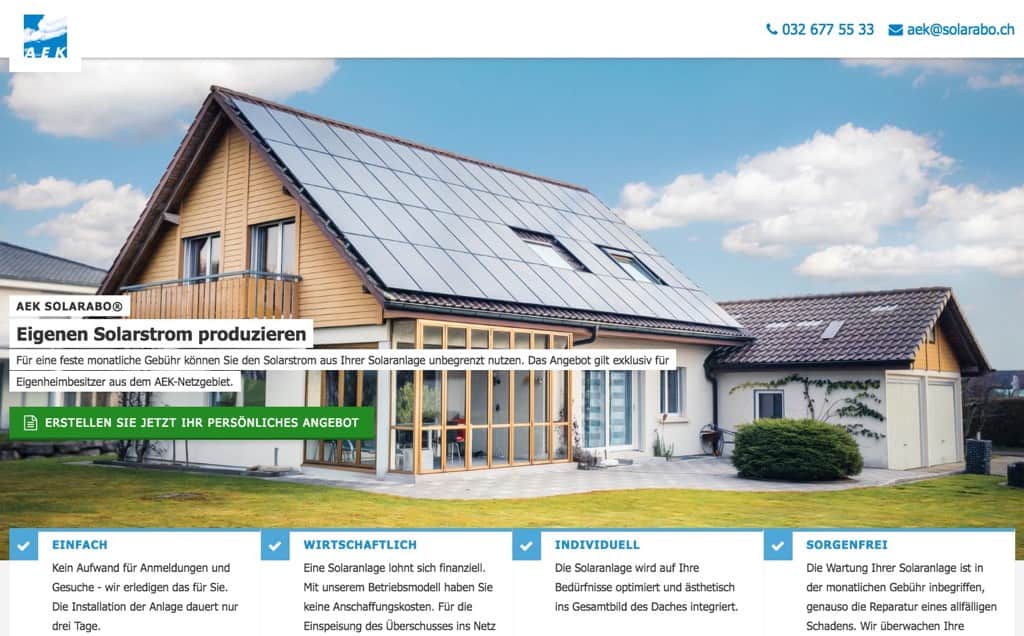 AEK
032 677 55 33 aek@solarabo.ch
AEK SOLARABO®
Eigenen Solarstrom produzieren
Für eine feste monatliche Gebühr können Sie den Solarstrom aus Ihrer Solaranlage unbegrenzt nutzen. Das Angebot gilt exklusiv für
Eigenheimbesitzer aus dem AEK-Netzgebiet.
ERSTELLEN SIE JETZT IHR PERSÖNLICHES ANGEBOT
EINFACH
Kein Aufwand für Anmeldungen und
Gesuche - wir erledigen das für Sie.
Die Installation der Anlage dauert nur
drei Tage.
WIRTSCHAFTLICH
Eine Solaranlage lohnt sich finanziell.
Mit unserem Betriebsmodell haben Sie
keine Anschaffungskosten. Für die
Einspeisung des Überschusses ins Netz
INDIVIDUELL
Die Solaranlage wird auf Ihre
Bedürfnisse optimiert und ästhetisch
ins Gesamtbild des Daches integriert.
SORGENFREI
Die Wartung Ihrer Solaranlage ist in
der monatlichen Gebühr inbegriffen,
genauso die Reparatur eines allfälligen
Schadens. Wir überwachen Ihre